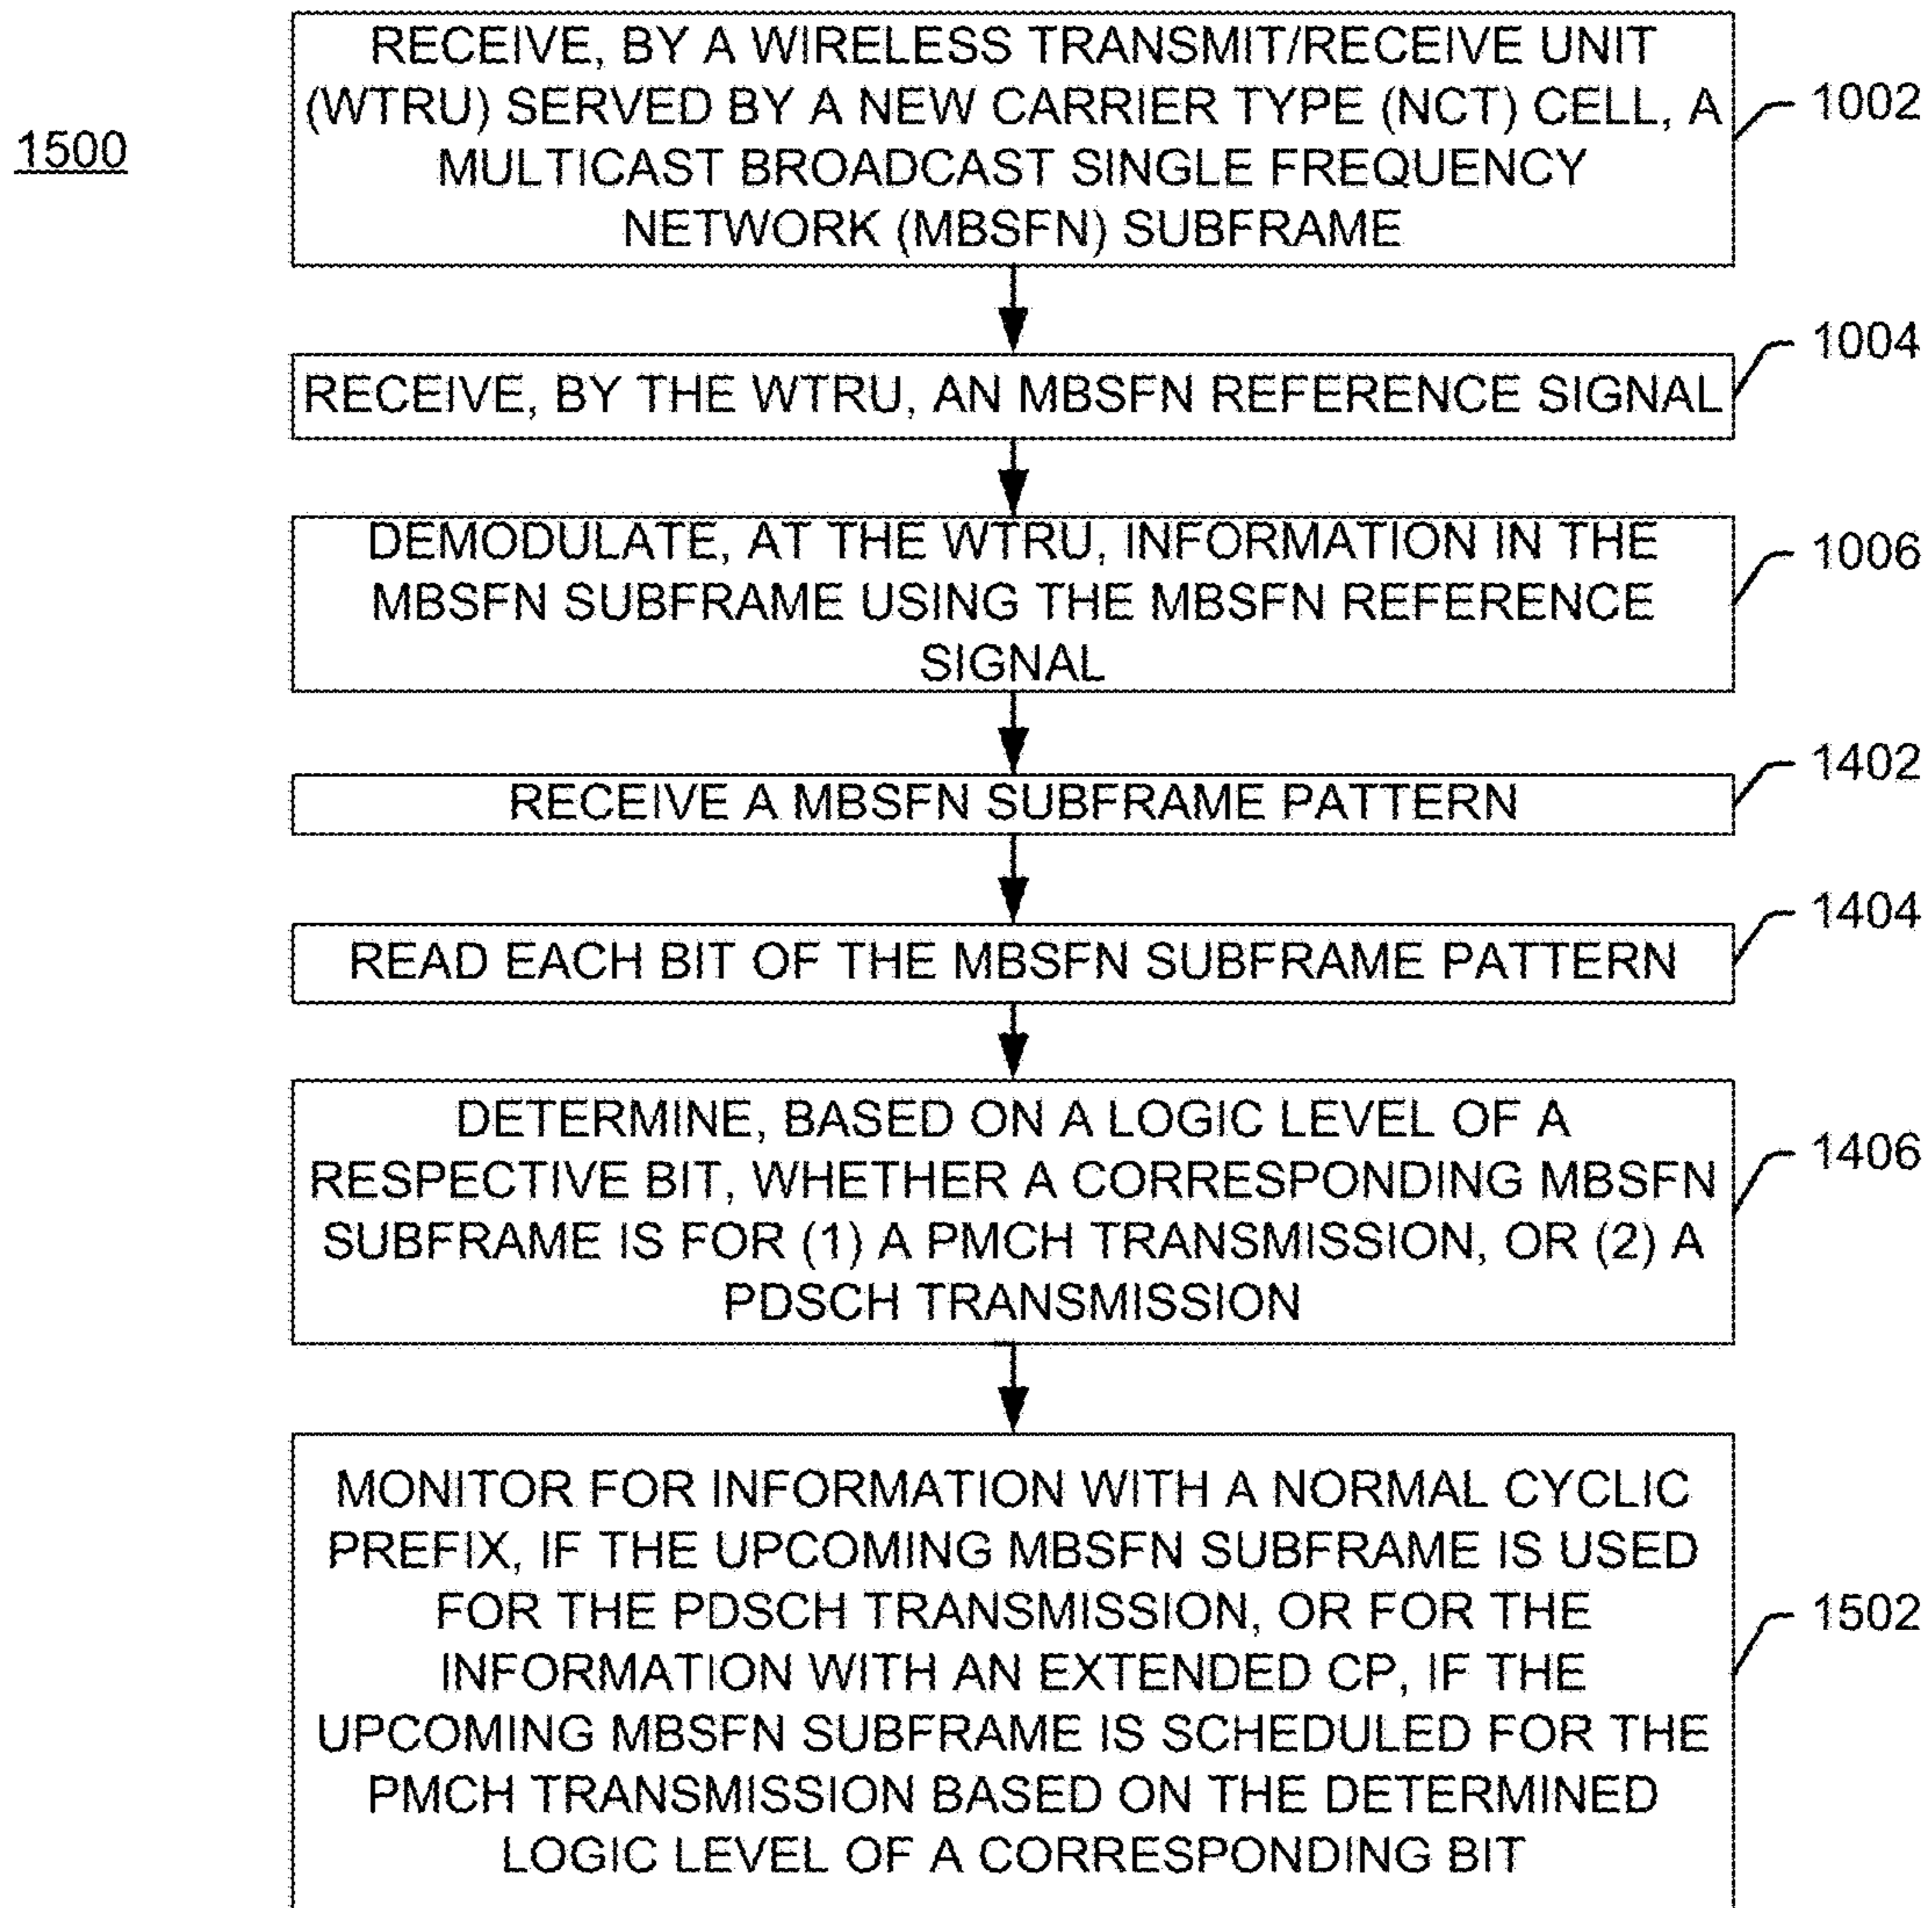 1500
RECEIVE, BY A WIRELESS TRANSMIT/RECEIVE UNIT
(WTRU) SERVED BY A NEW CARRIER TYPE (NCT) CELL, A
MULTICAST BROADCAST SINGLE FREQUENCY
NETWORK (MBSFN) SUBFRAME
1002
RECEIVE, BY THE WTRU, AN MBSFN REFERENCE SIGNAL
1004
DEMODULATE, AT THE WTRU, INFORMATION IN THE
MBSFN SUBFRAME USING THE MBSFN REFERENCE
SIGNAL
1006
RECEIVE A MBSFN SUBFRAME PATTERN
1402
READ EACH BIT OF THE MBSFN SUBFRAME PATTERN
1404
DETERMINE, BASED ON A LOGIC LEVEL OF A
RESPECTIVE BIT, WHETHER A CORRESPONDING MBSFN
SUBFRAME IS FOR (1) A PMCH TRANSMISSION, OR (2) A
PDSCH TRANSMISSION
1406
MONITOR FOR INFORMATION WITH A NORMAL CYCLIC
PREFIX, IF THE UPCOMING MBSFN SUBFRAME IS USED
FOR THE PDSCH TRANSMISSION, OR FOR THE
INFORMATION WITH AN EXTENDED CP, IF THE
UPCOMING MBSFN SUBFRAME IS SCHEDULED FOR THE
PMCH TRANSMISSION BASED ON THE DETERMINED
LOGIC LEVEL OF A CORRESPONDING BIT
1502